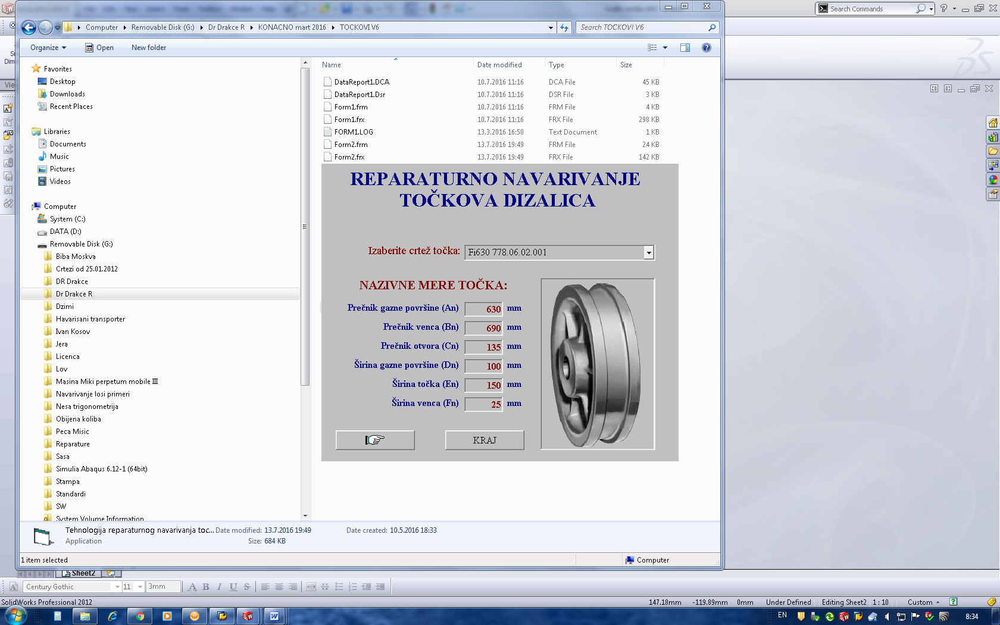 Search Commands
Computer Removable Disk (G:) Dr Drakce R KONACNO mart 2016 TOCKOVI V6
Search TOCKOVI V6
Organize Open New folder
Favorites
Desktop
Downloads
Recent Places
Libraries
Documents
Music
Pictures
Videos
Computer
System (C:)
DATA (D:)
Removable Disk (G:)
Biba Moskva
Crtezi od 25.01.2012
DR Drakce
Dr Drakce R
Dzimi
Havarisani transporter
Ivan Kosov
Jera
Licenca
Lov
Masina Miki perpetum mobile III
Navarivanje losi primeri
Nesa trigonometrija
Objena koliba
Peca Misic
Reparature
Sasa
Simulia Abaqus 6.12-1 (64bit)
Stampa
Standardi
SW
System Volume Information
Name Date modified Type Size
DataReport1.DCA 10.7.2016 11:16 DCA File 45 KB
DataReport1.Dsr 10.7.2016 11:16 DSR File 3 KB
Form1.frm 10.7.2016 11:16 FRM File 4 KB
Form1.frx 10.7.2016 11:16 FRX File 298 KB
FORM1.LOG 13.3.2016 16:50 Text Document 1 KB
Form2.frm 13.7.2016 19:49 FRM File 24 KB
Form2.frx 13.7.2016 19:49 FRX File 142 KB
REPARATURNO NAVARIVANJE
TOČKOVA DIZALICA
Izaberite crtež točka: Fi630 778.06.02.001
NAZIVNE MERE TOČKA:
Prečnik gazne površine (An) 630 mm
Prečnik venca (Bn) 690 mm
Prečnik otvora (Cn) 135 mm
Širina gazne površine (Dn) 100 mm
Širina točka (En) 150 mm
Širina venca (Fn) 25 mm
KRAJ
Tehnologija reparaturnog navarivanja toc... Date modified: 13.7.2016 19:49 Date created: 10.5.2016 18:33
Application Size: 684 KB
1 item selected Computer
Sheet2
Century Gothic 11 3mm
SolidWorks Professional 2012 147.18mm -119.89mm 0mm Under Defined Editing Sheet2 1 : 10 Custom
EN 8:34